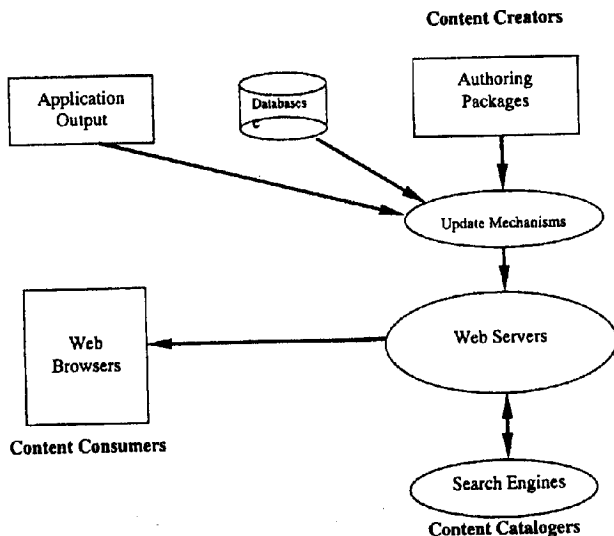 Content Creators
Application
Output
Databases
Authoring
Packages
Update Mechanisms
Web
Browsers
Web Servers
Content Consumers
Search Engines
Content Catalogers